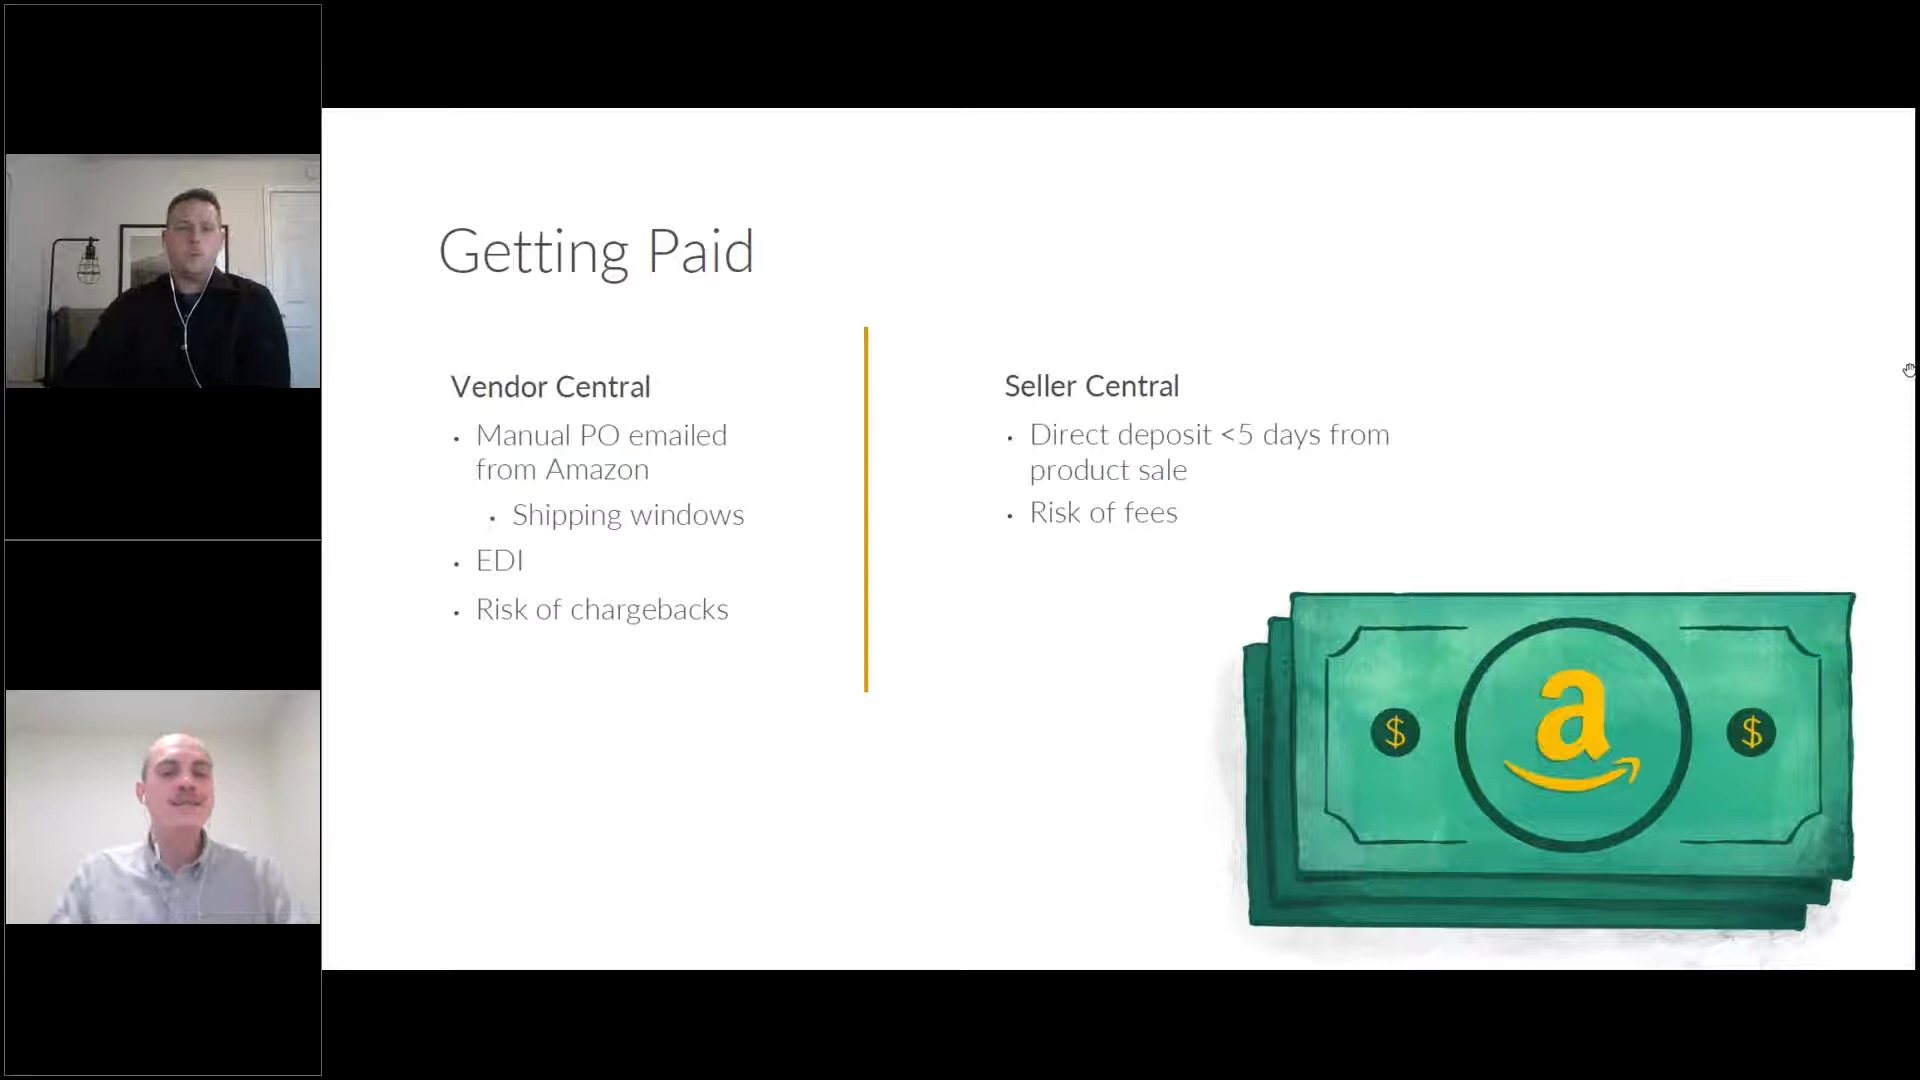 Getting Paid
Vendor Central
• Manual PO emailed
from Amazon
• Shipping windows
• EDI
• Risk of chargebacks
Seller Central
• Direct deposit <5 days from
product sale
• Risk of fees
$ a $